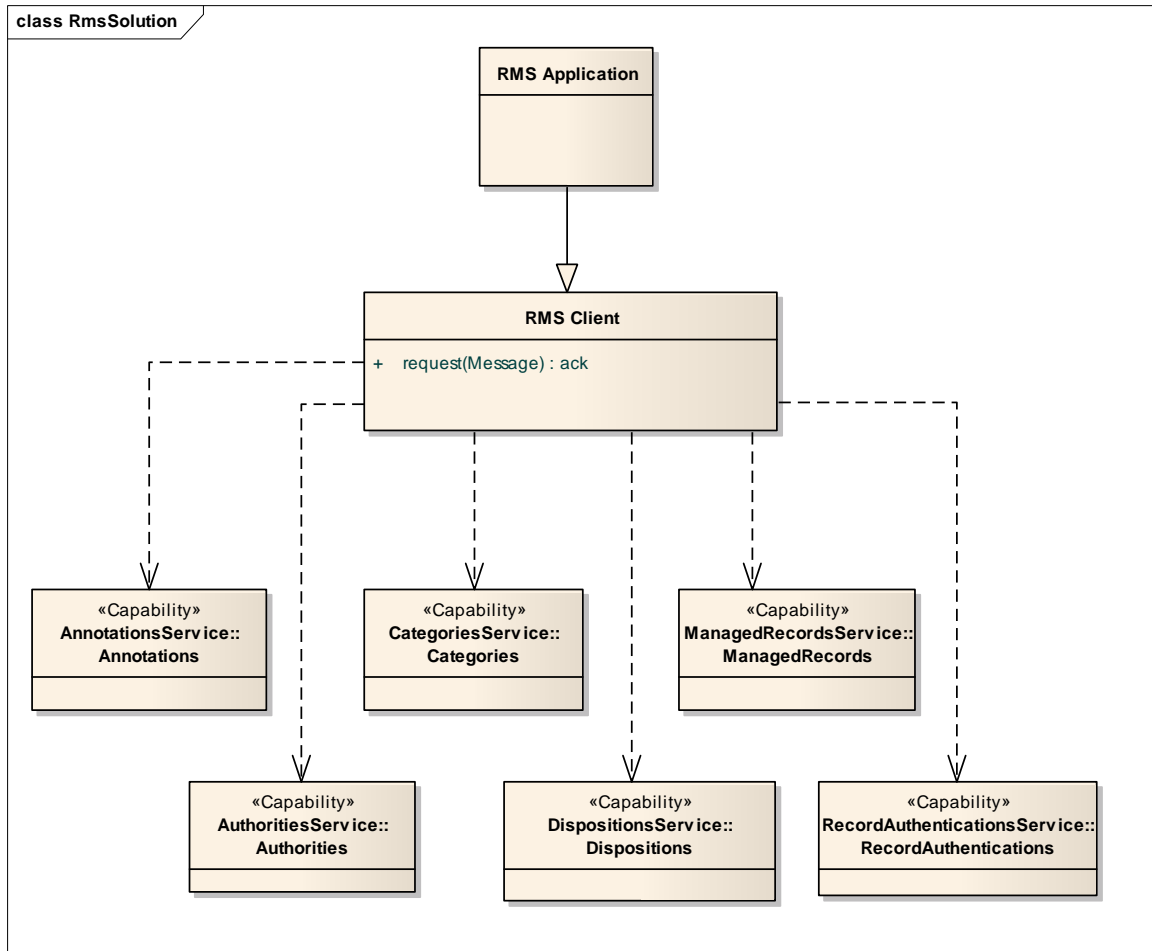 class RmsSolution
RMS Application
RMS Client
+ request(Message) : ack
«Capability»
AnnotationsService::
Annotations
«Capability»
CategoriesService::
Categories
«Capability»
ManagedRecordsService::
ManagedRecords
«Capability»
AuthoritiesService::
Authorities
«Capability»
DispositionsService::
Dispositions
«Capability»
RecordAuthenticationsService::
RecordAuthentications